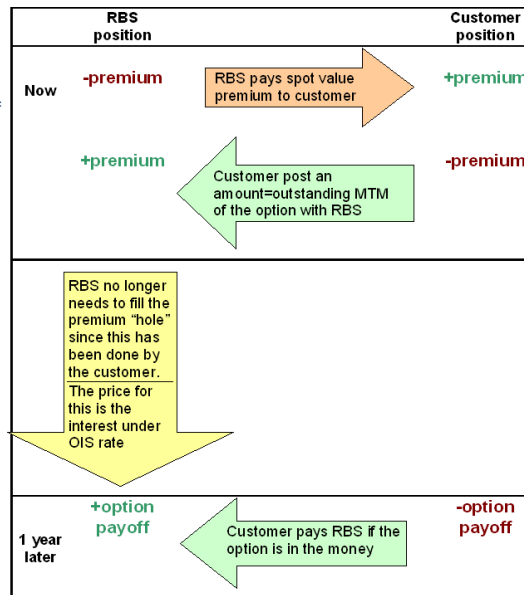 RBS
position
Customer
position
Now
-premium
RBS pays spot value
premium to customer
+premium
+premium
Customer post an
amount=outstanding MTM
of the option with RBS
-premium
RBS no longer
needs to fill the
premium “hole”
since this has
been done by
the customer.
The price for
this is the
interest under
OIS rate
1 year
later
+option
payoff
Customer pays RBS if the
option is in the money
-option
payoff